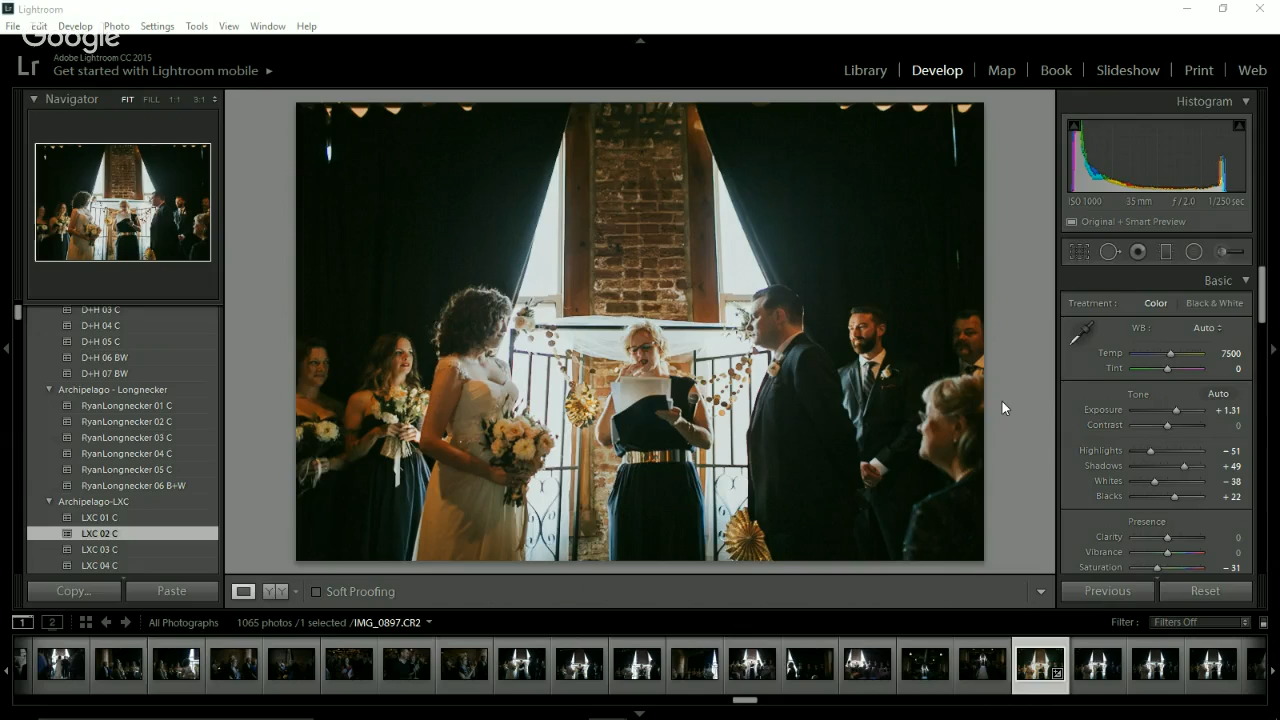 Lightroom
File Edit Develop Photo Settings Tools View Window Help
Google
Lr
Adobe Lightroom CC 2015
Get started with Lightroom mobile
Library Develop Map Book Slideshow Print Web
Navigator FIT FILL 1:1 3:1
Histogram
ISO 1000 35 mm ƒ / 2.0 1/250 sec
Original + Smart Preview
Basic
Treatment : Color Black & White
WB : Auto
Temp 7500
Tint 0
Tone Auto
Exposure + 1.31
Contrast 0
Highlights – 51
Shadows + 49
Whites – 38
Blacks + 22
Presence
Clarity 0
Vibrance 0
Saturation – 31
Previous Reset
D+H 03 C
D+H 04 C
D+H 05 C
D+H 06 BW
D+H 07 BW
Archipelago - Longnecker
RyanLongnecker 01 C
RyanLongnecker 02 C
RyanLongnecker 03 C
RyanLongnecker 04 C
RyanLongnecker 05 C
RyanLongnecker 06 B+W
Archipelago-LXC
LXC 01 C
LXC 02 C
LXC 03 C
LXC 04 C
Copy... Paste
Soft Proofing
1 2 All Photographs 1065 photos / 1 selected / IMG_0897.CR2
Filter : Filters Off